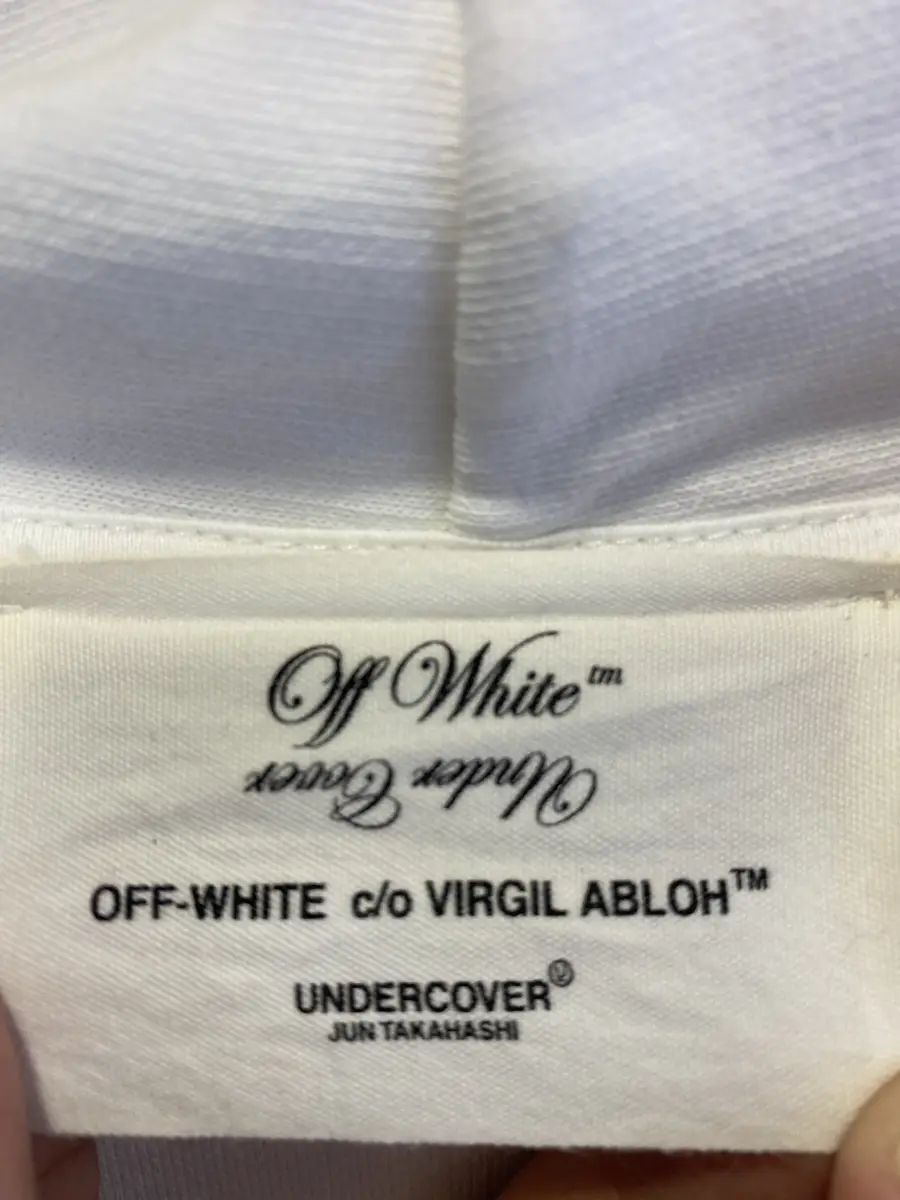 Off White™
Under Cover
OFF-WHITE c/o VIRGIL ABLOH™
UNDERCOVER Ⓤ
JUN TAKAHASHI